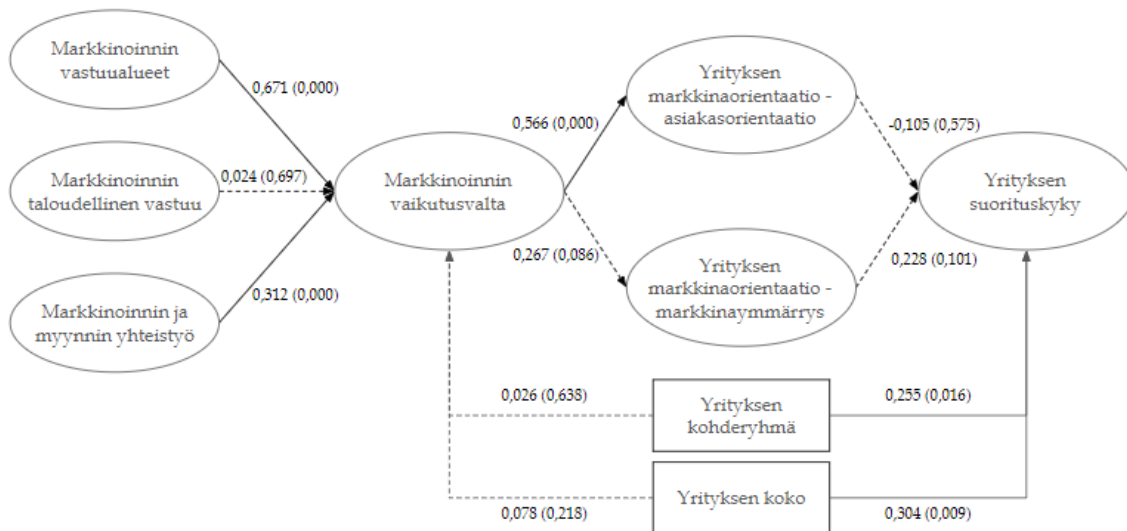 Markkinoinnin
vastuualueet
0,671 (0,000)
Markkinoinnin
taloudellinen vastuu
0,024 (0,697)
Markkinoinnin ja
myynnin yhteistyö
0,312 (0,000)
Markkinoinnin
vaikutusvalta
0,566 (0,000)
0,267 (0,086)
Yrityksen
markkinaorientaatio -
asiakasorientaatio
Yrityksen
markkinaorientaatio -
markkinaymmärrys
-0,105 (0,575)
0,228 (0,101)
Yrityksen
suorituskyky
0,026 (0,638)
Yrityksen
kohderyhmä
0,255 (0,016)
0,078 (0,218)
Yrityksen koko
0,304 (0,009)